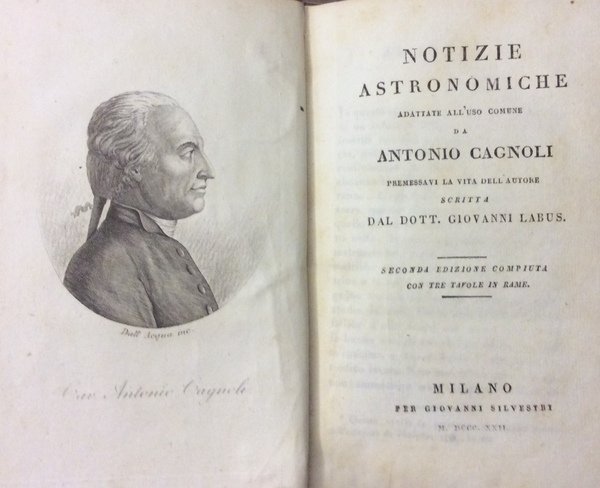 Dall' Acqua inc.
Cav. Antonio Cagnoli
NOTIZIE
ASTRONOMICHE
ADATTATE ALL'USO COMUNE
DA
ANTONIO CAGNOLI
PREMESSAVI LA VITA DELL'AUTORE
SCRITTA
DAL DOTT. GIOVANNI LABUS.
SECONDA EDIZIONE COMPIUTA
CON TRE TAVOLE IN RAME.
MILANO
PER GIOVANNI SILVESTRI
M. DCCC. XXII